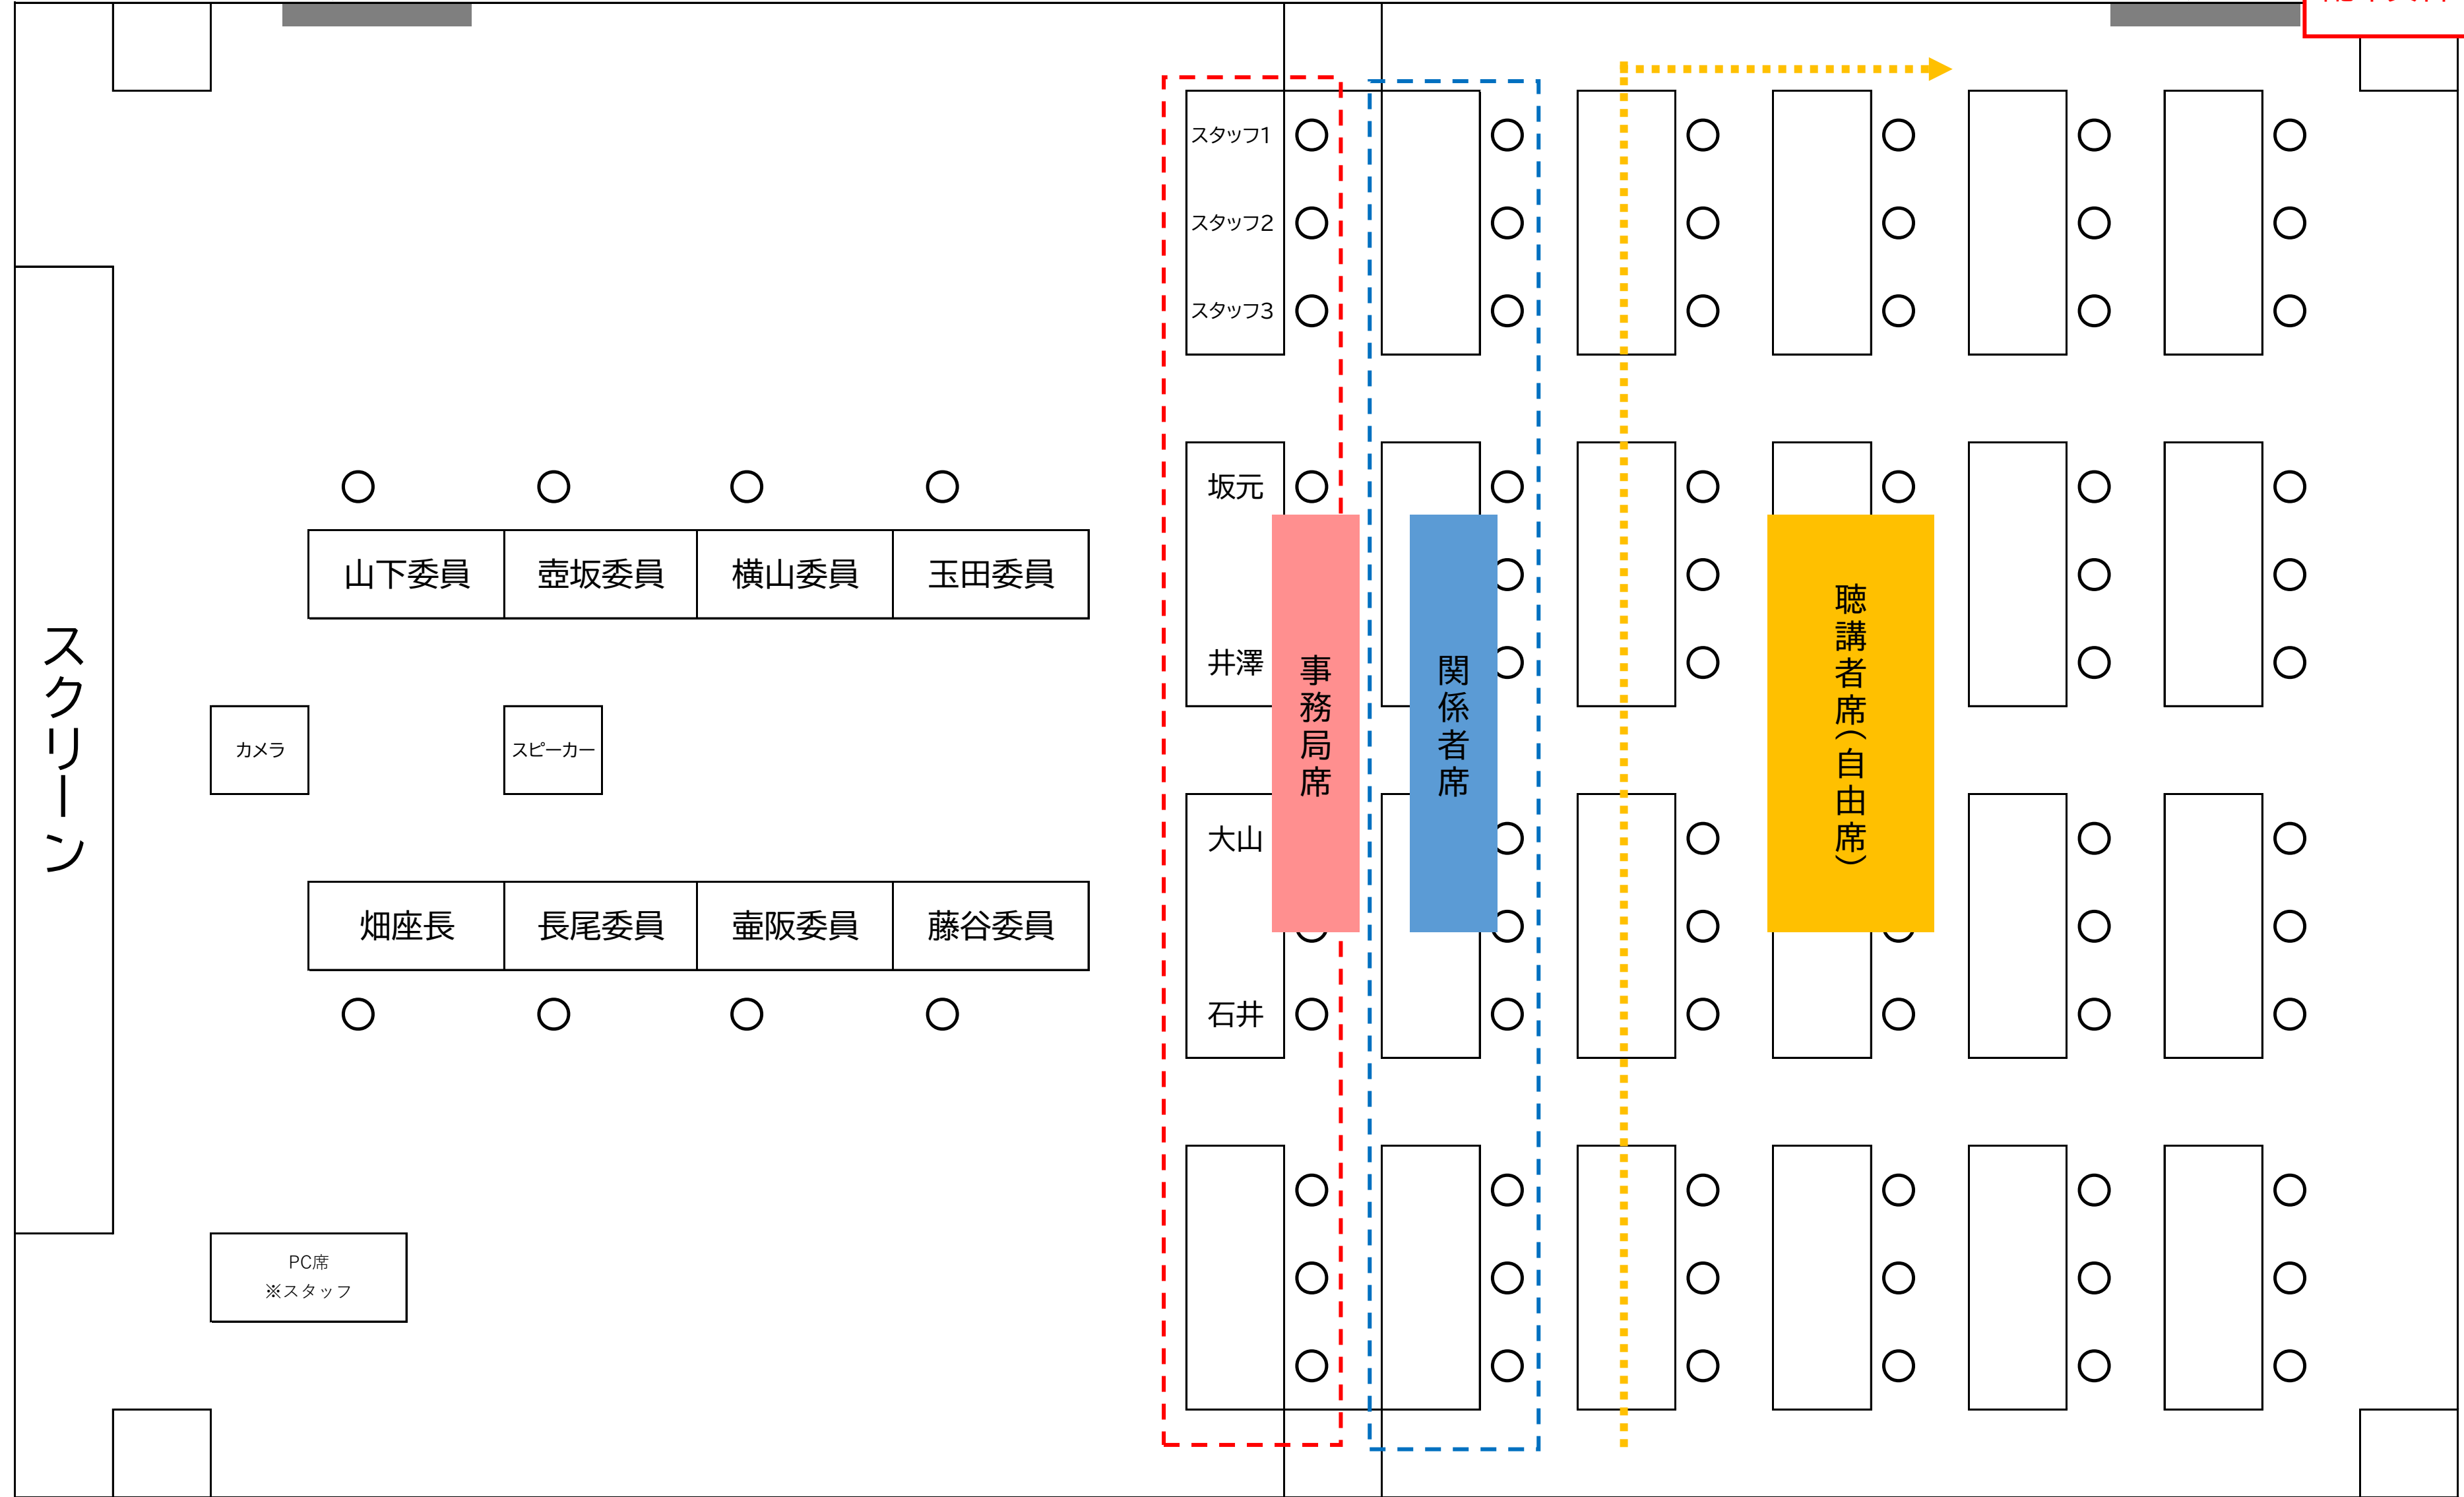 スタッフ1
スタッフ2
スタッフ3
坂元
井澤
大山
石井
山下委員
壺坂委員
横山委員
玉田委員
スクリーン
カメラ
スピーカー
事務局席
関係者席
聴講者席(自由席)
畑座長
長尾委員
壷阪委員
藤谷委員
PC席
※スタッフ